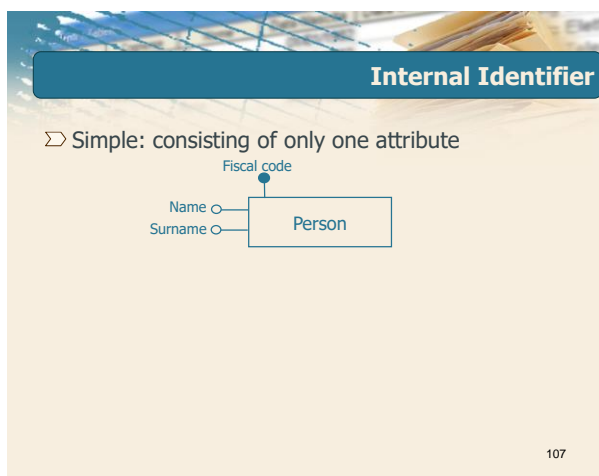 Internal Identifier
Simple: consisting of only one attribute
Fiscal code
Name
Surname
Person
107